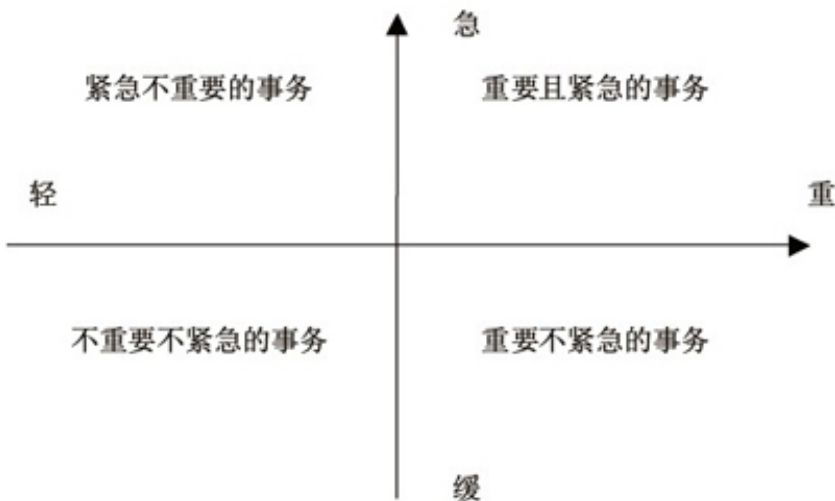 急
紧急不重要的事务
重要且紧急的事务
轻
重
不重要不紧急的事务
重要不紧急的事务
缓